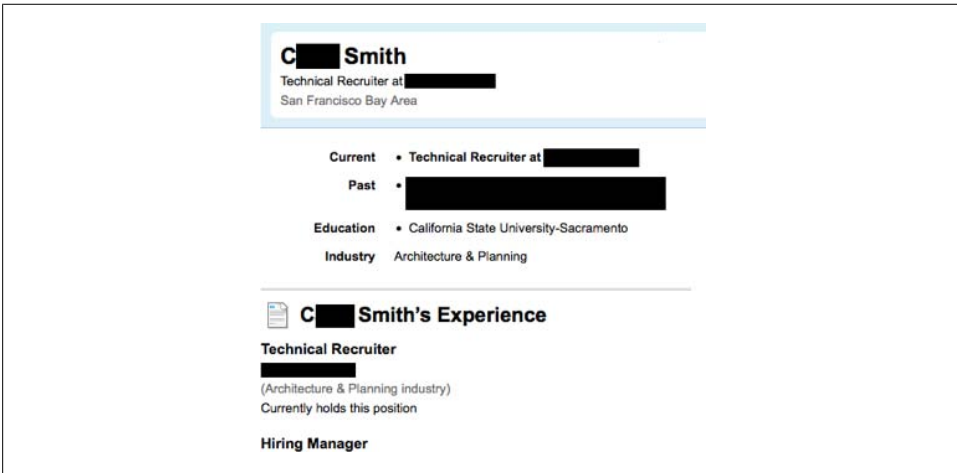 C Smith
Technical Recruiter at
San Francisco Bay Area
Current • Technical Recruiter at
Past •
Education • California State University-Sacramento
Industry Architecture & Planning
C Smith's Experience
Technical Recruiter
(Architecture & Planning industry)
Currently holds this position
Hiring Manager